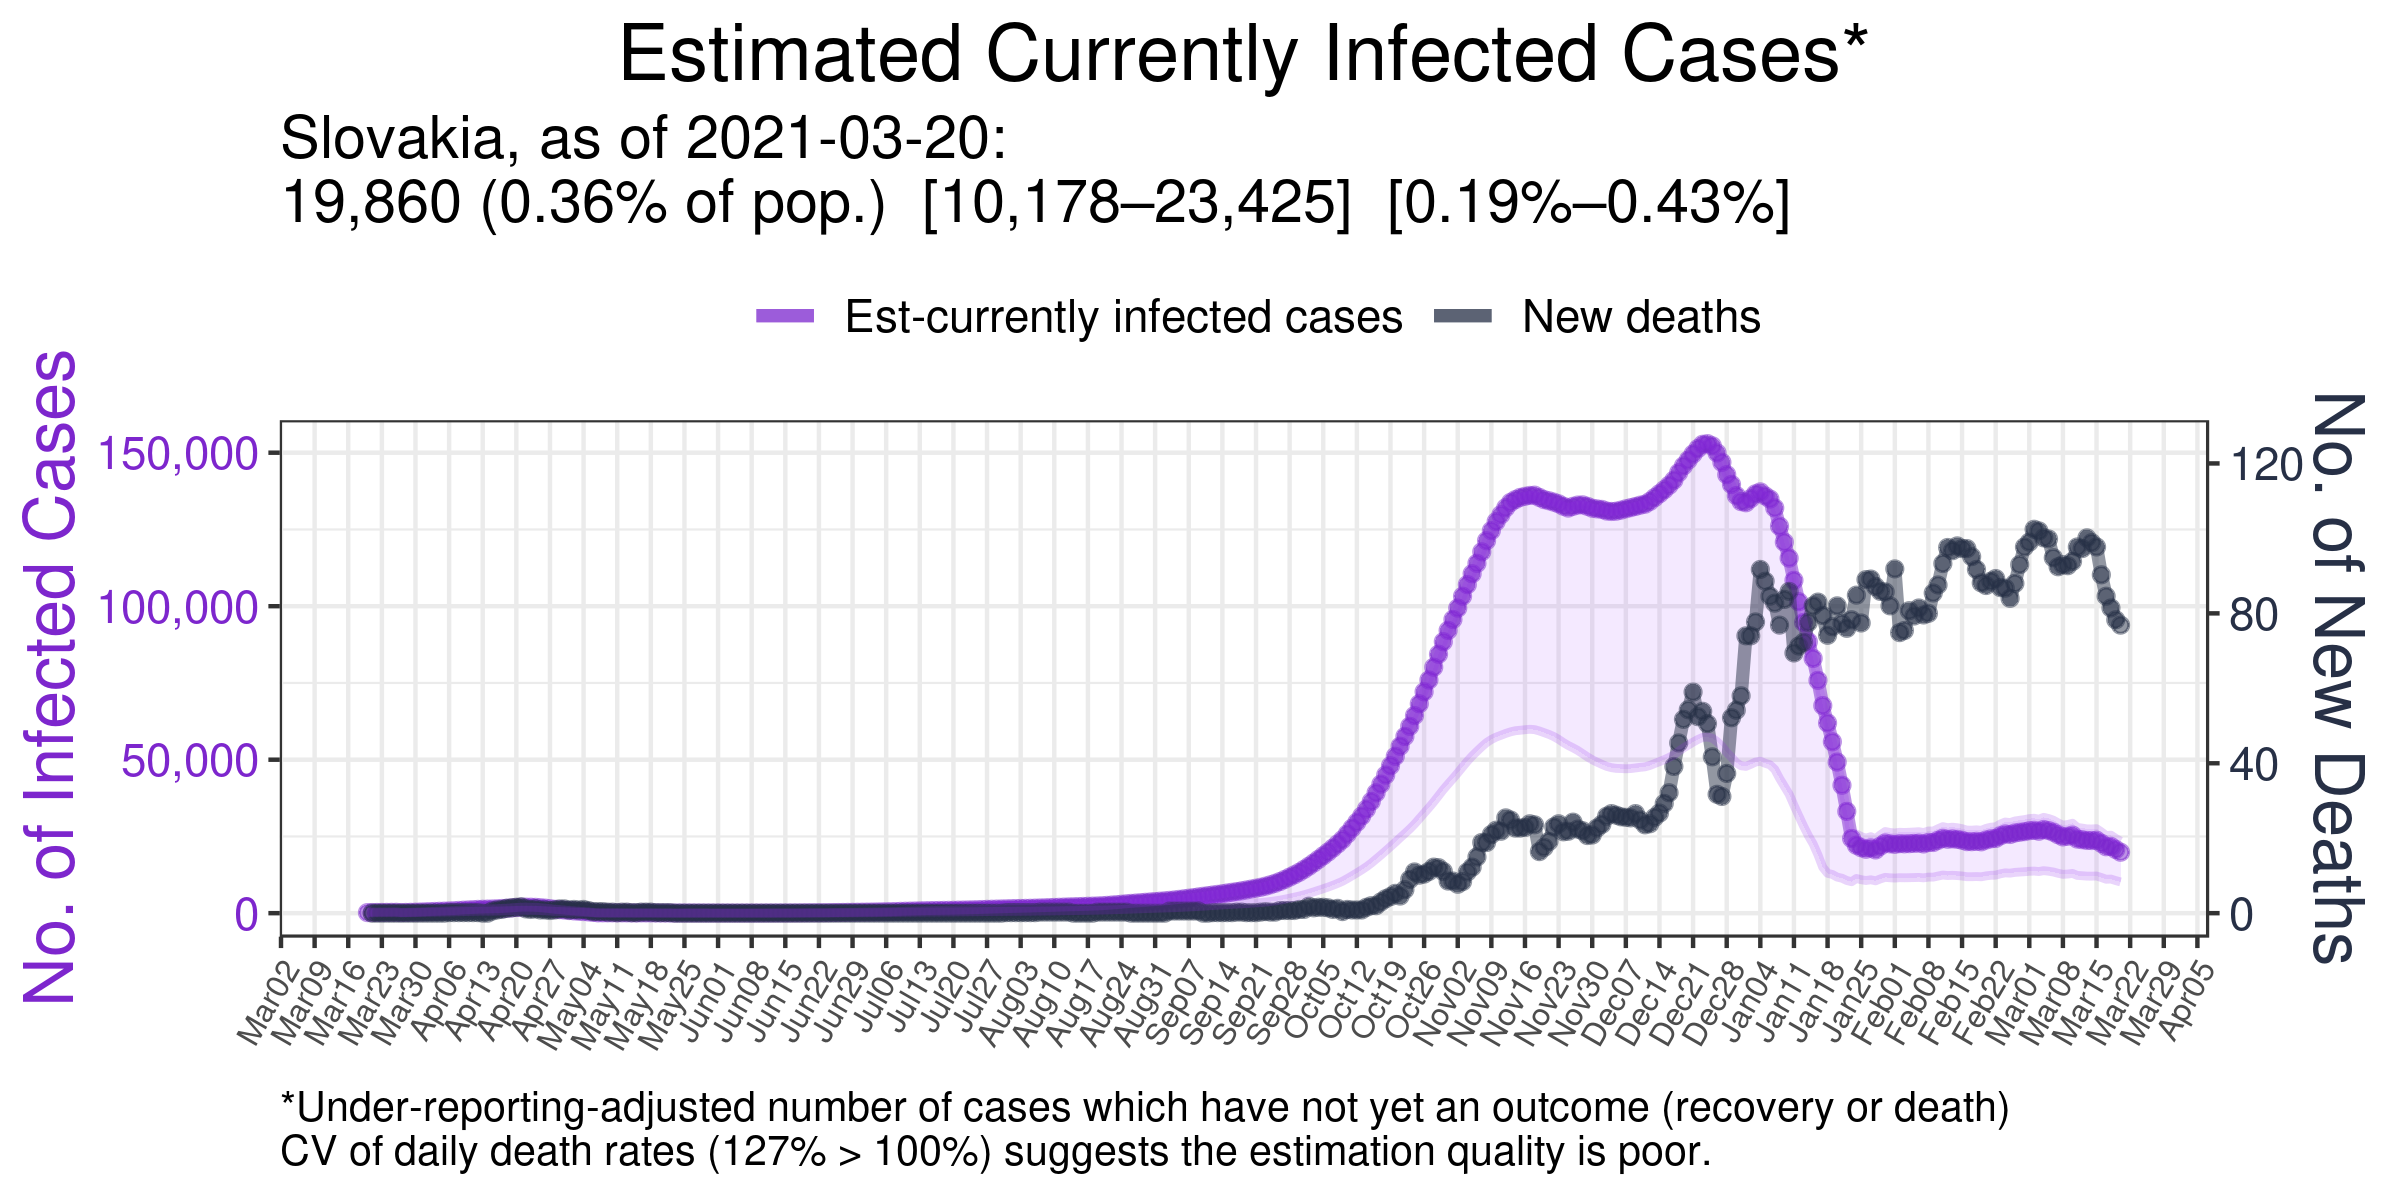 Estimated Currently Infected Cases*
Slovakia, as of 2021-03-20:
19,860 (0.36% of pop.) [10,178–23,425] [0.19%–0.43%]
Est-currently infected cases
New deaths
No. of Infected Cases
150,000
100,000
50,000
0
No. of New Deaths
120
80
40
0
Mar02
Mar09
Mar16
Mar23
Mar30
Apr06
Apr13
Apr20
Apr27
May04
May11
May18
May25
Jun01
Jun08
Jun15
Jun22
Jun29
Jul06
Jul13
Jul20
Jul27
Aug03
Aug10
Aug17
Aug24
Aug31
Sep07
Sep14
Sep21
Sep28
Oct05
Oct12
Oct19
Oct26
Nov02
Nov09
Nov16
Nov23
Nov30
Dec07
Dec14
Dec21
Dec28
Jan04
Jan11
Jan18
Jan25
Feb01
Feb08
Feb15
Feb22
Mar01
Mar08
Mar15
Mar22
Mar29
Apr05
*Under-reporting-adjusted number of cases which have not yet an outcome (recovery or death)
CV of daily death rates (127% > 100%) suggests the estimation quality is poor.